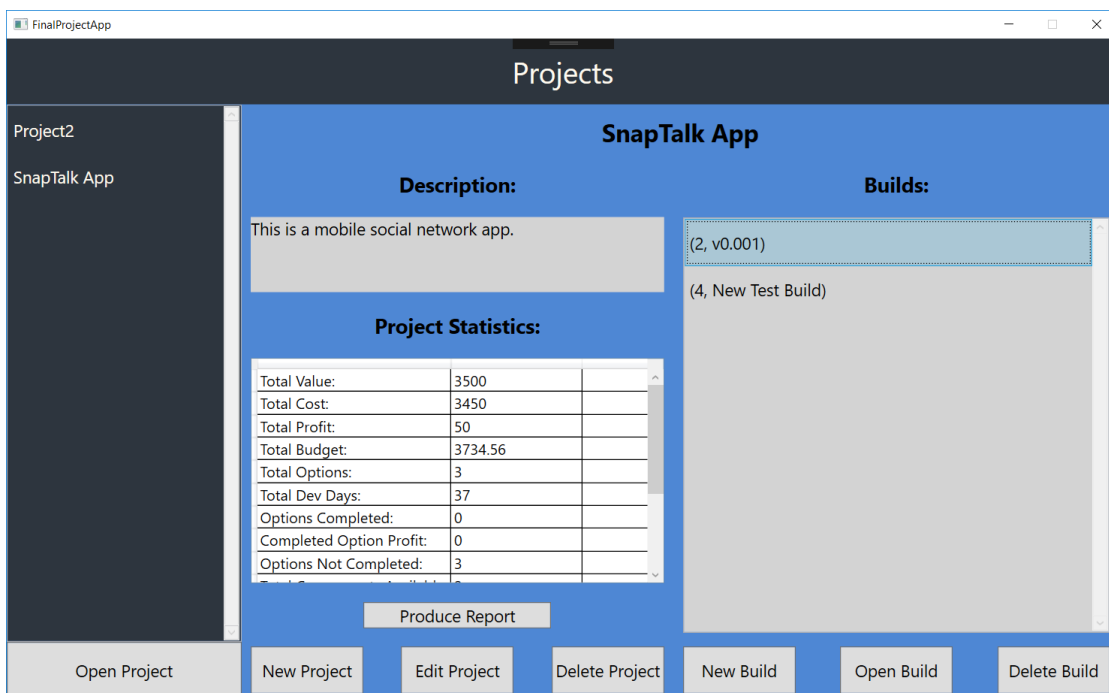 FinalProjectApp
Projects
Project2
SnapTalk App
SnapTalk App
Description:
This is a mobile social network app.
Project Statistics:
Total Value: 3500
Total Cost: 3450
Total Profit: 50
Total Budget: 3734.56
Total Options: 3
Total Dev Days: 37
Options Completed: 0
Completed Option Profit: 0
Options Not Completed: 3
Produce Report
Builds:
(2, v0.001)
(4, New Test Build)
Open Project
New Project
Edit Project
Delete Project
New Build
Open Build
Delete Build